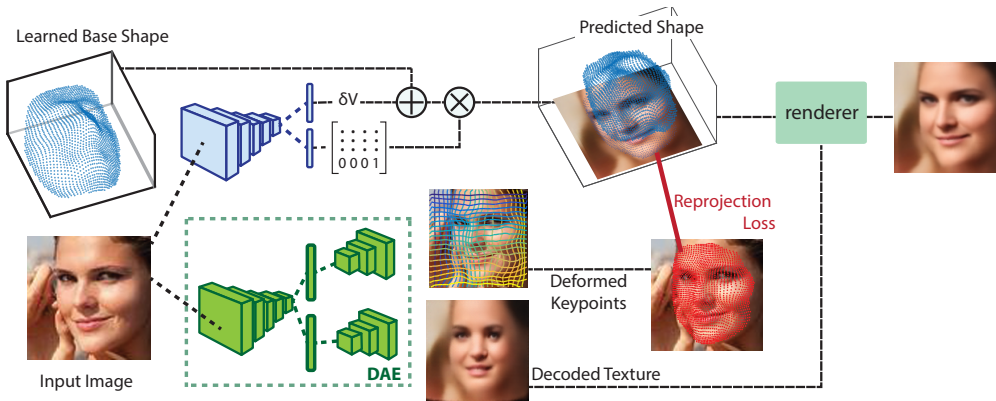 Learned Base Shape
Predicted Shape
δV
0 0 0 1
renderer
Reprojection
Loss
Deformed
Keypoints
DAE
Input Image
Decoded Texture